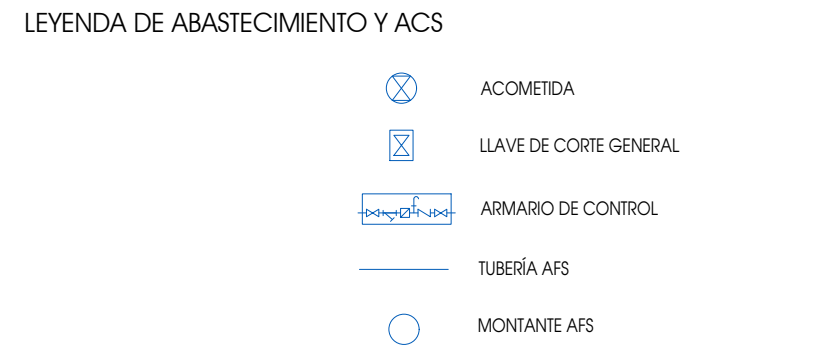 LEYENDA DE ABASTECIMIENTO Y ACS
ACOMETIDA
LLAVE DE CORTE GENERAL
ARMARIO DE CONTROL
TUBERÍA AFS
MONTANTE AFS